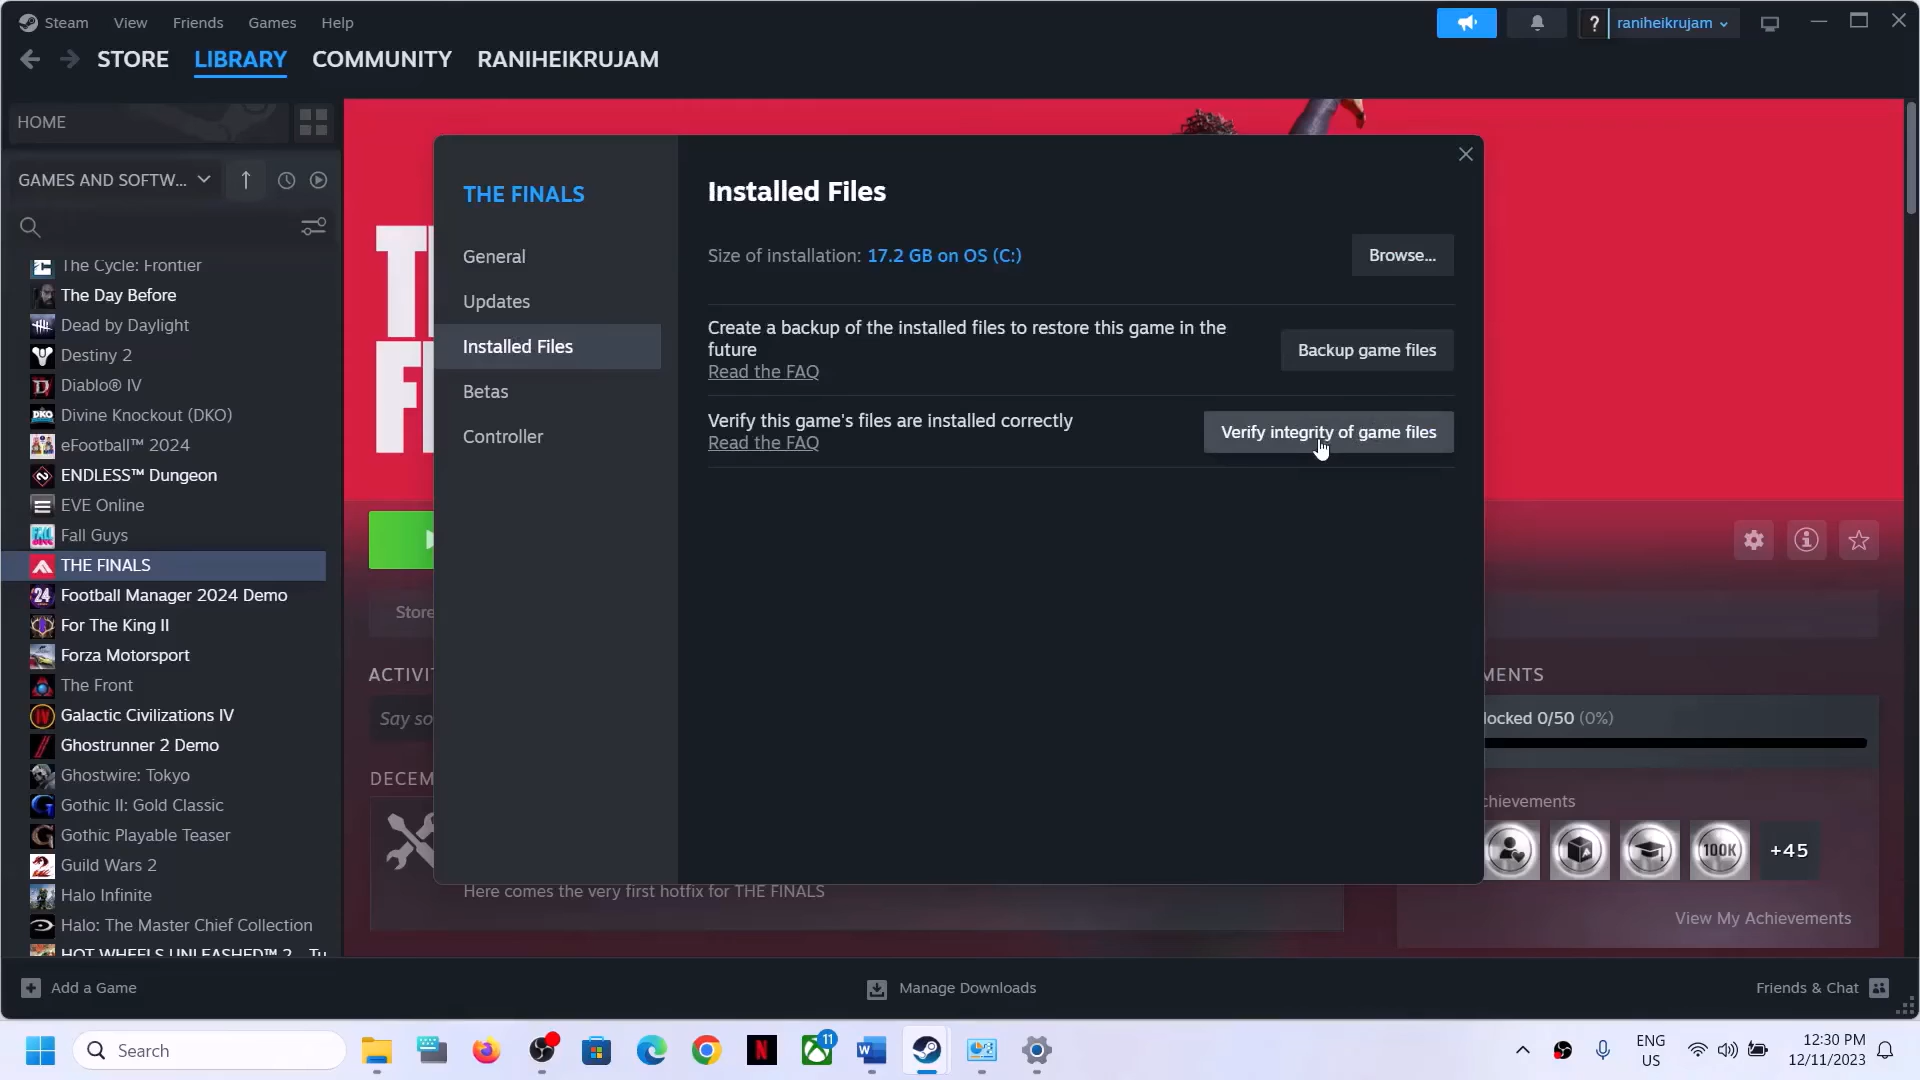 Steam View Friends Games Help
? raniheikrujam
STORE LIBRARY COMMUNITY RANIHEIKRUJAM
HOME
GAMES AND SOFTW...
The Cycle: Frontier
The Day Before
Dead by Daylight
Destiny 2
Diablo® IV
Divine Knockout (DKO)
eFootball™ 2024
ENDLESS™ Dungeon
EVE Online
Fall Guys
THE FINALS
Football Manager 2024 Demo
For The King II
Forza Motorsport
The Front
Galactic Civilizations IV
Ghostrunner 2 Demo
Ghostwire: Tokyo
Gothic II: Gold Classic
Gothic Playable Teaser
Guild Wars 2
Halo Infinite
Halo: The Master Chief Collection
HOT WHEELS UNLEASHED™ 2 - Tu
THE FINALS
General
Updates
Installed Files
Betas
Controller
Installed Files
Size of installation: 17.2 GB on OS (C:)
Browse...
Create a backup of the installed files to restore this game in the
future
Read the FAQ
Backup game files
Verify this game's files are installed correctly
Read the FAQ
Verify integrity of game files
Store
ACTIVIT
Say so
DECEM
Here comes the very first hotfix for THE FINALS
MENTS
locked 0/50 (0%)
chievements
100K
+45
View My Achievements
Add a Game
Manage Downloads
Friends & Chat
Search
11
ENG
US
12:30 PM
12/11/2023